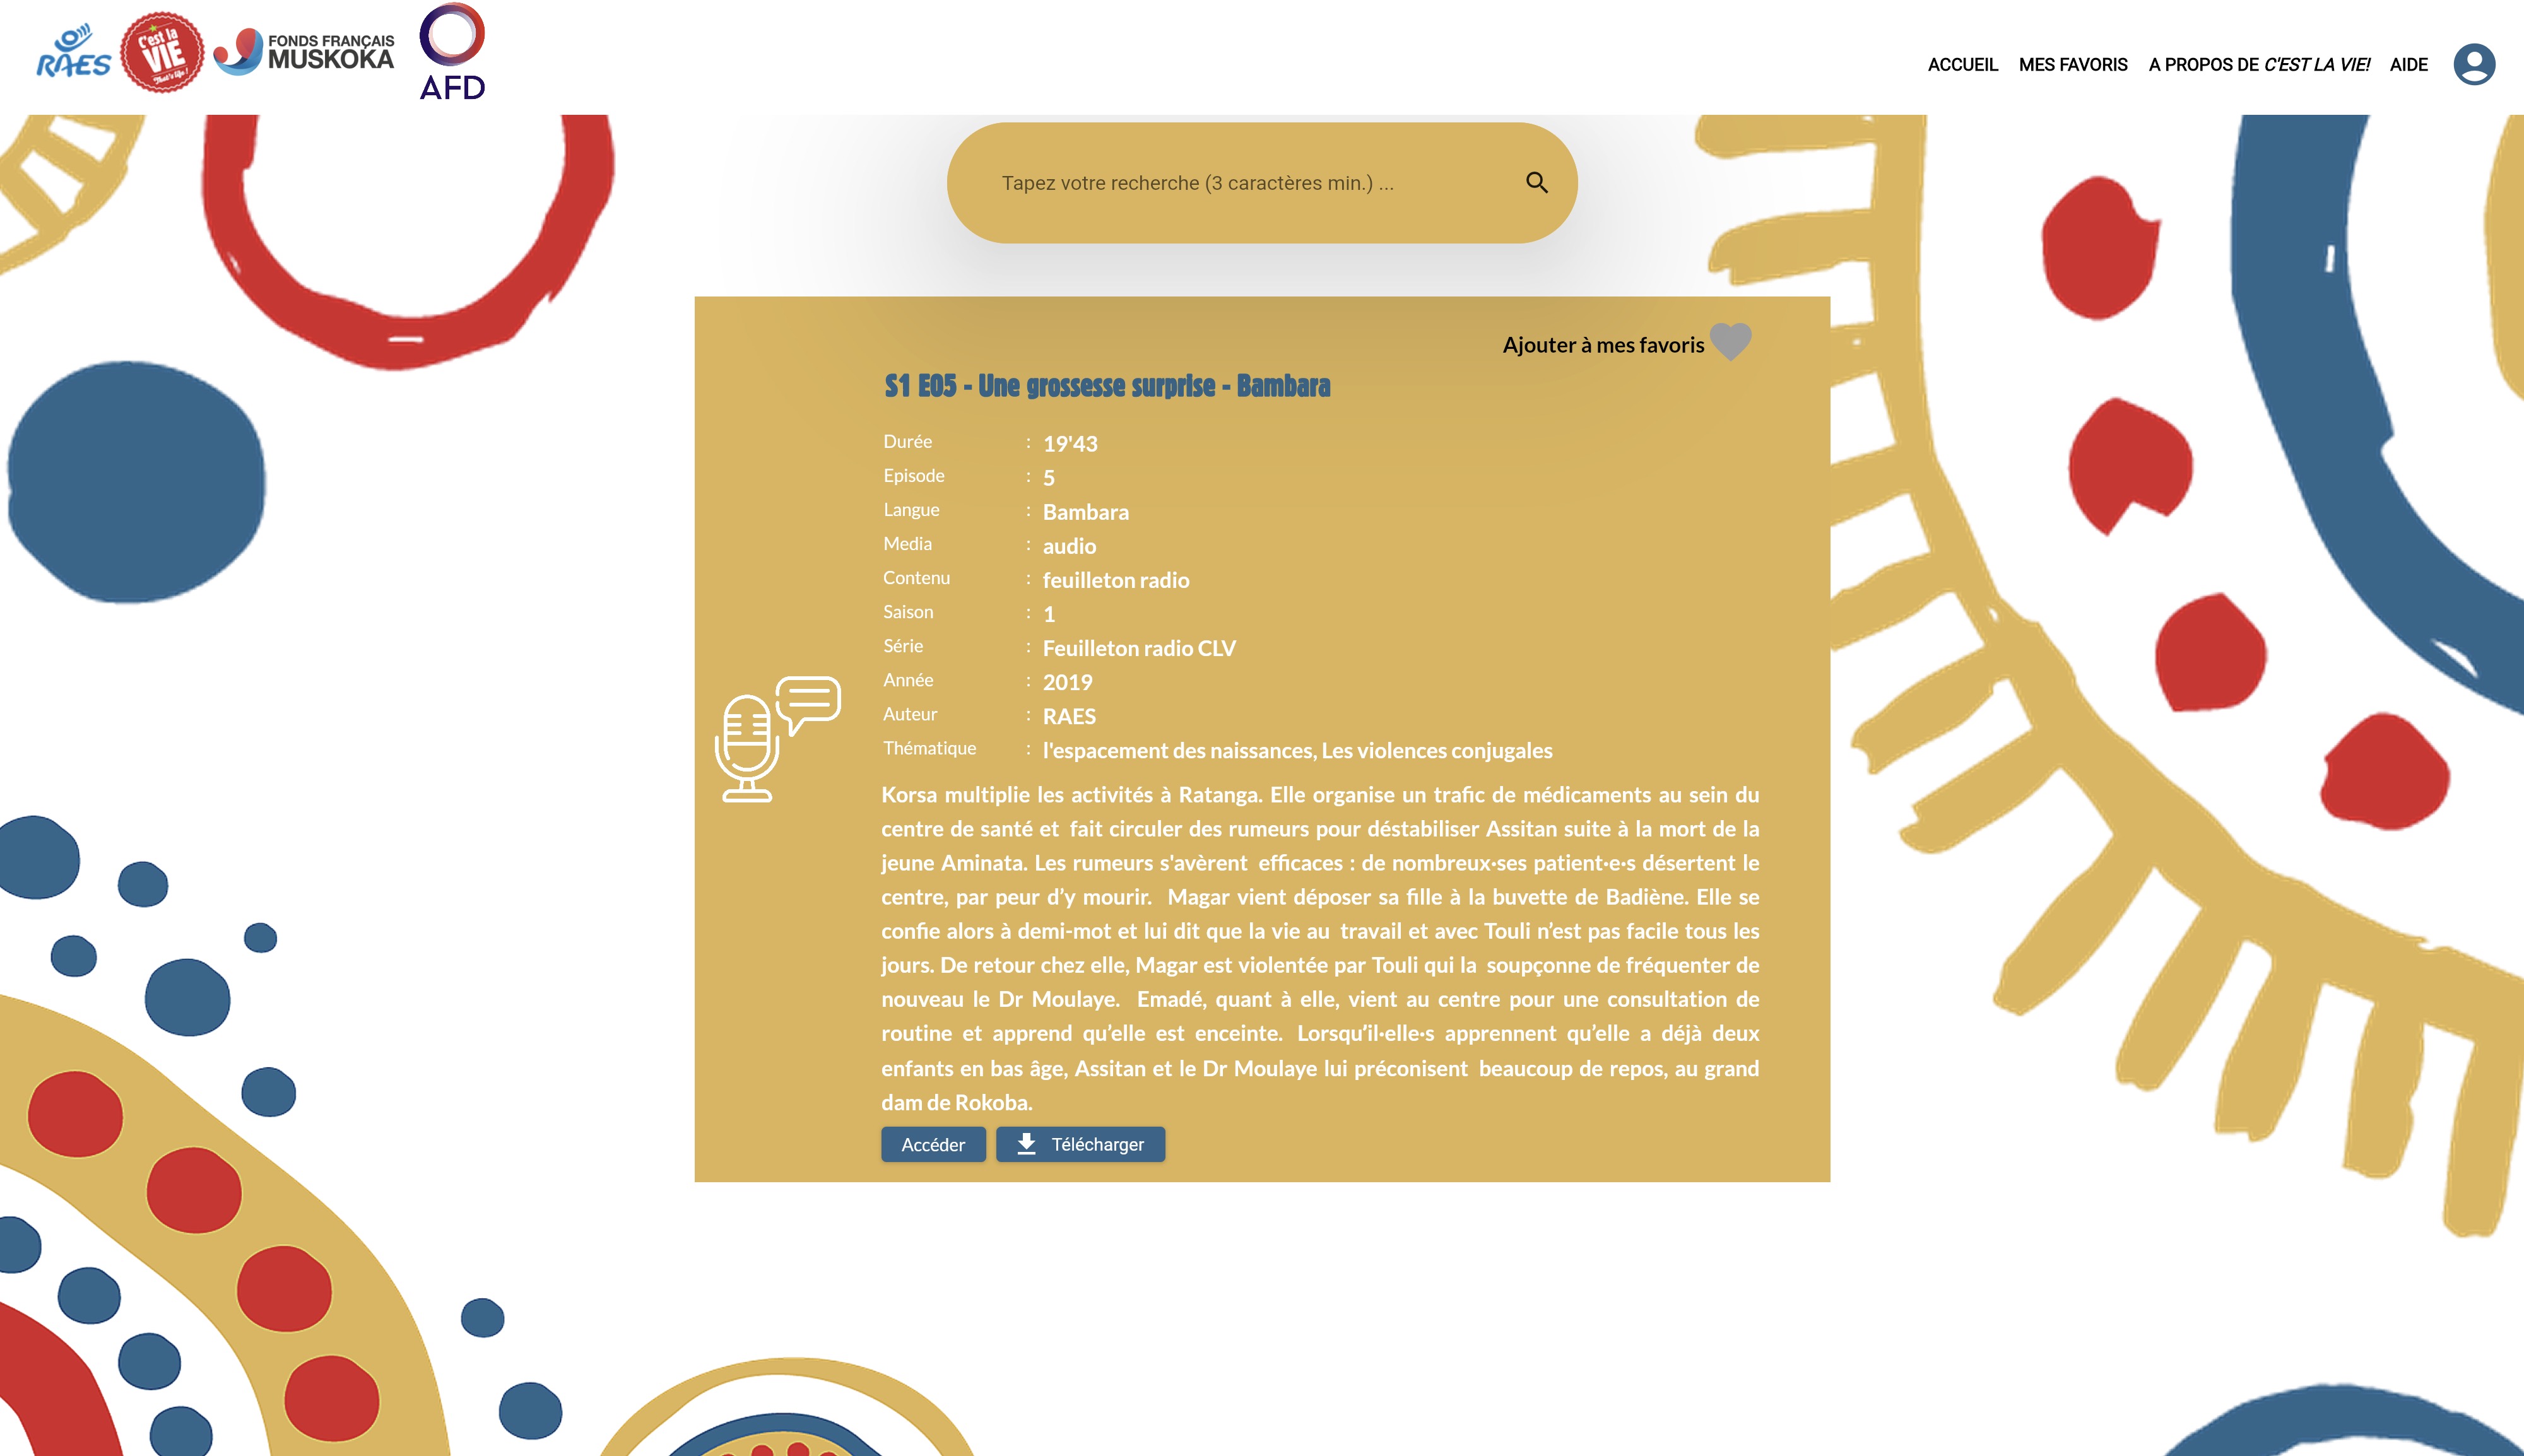 RAES
C'est la
VIE
That's life!
FONDS FRANÇAIS
MUSKOKA
AFD
ACCUEIL MES FAVORIS A PROPOS DE C'EST LA VIE! AIDE
Tapez votre recherche (3 caractères min.) ...
Ajouter à mes favoris
S1 E05 - Une grossesse surprise - Bambara
Durée : 19'43
Episode : 5
Langue : Bambara
Media : audio
Contenu : feuilleton radio
Saison : 1
Série : Feuilleton radio CLV
Année : 2019
Auteur : RAES
Thématique : l'espacement des naissances, Les violences conjugales
Korsa multiplie les activités à Ratanga. Elle organise un trafic de médicaments au sein du
centre de santé et fait circuler des rumeurs pour déstabiliser Assitan suite à la mort de la
jeune Aminata. Les rumeurs s'avèrent efficaces : de nombreux·ses patient·e·s désertent le
centre, par peur d’y mourir. Magar vient déposer sa fille à la buvette de Badiène. Elle se
confie alors à demi-mot et lui dit que la vie au travail et avec Touli n’est pas facile tous les
jours. De retour chez elle, Magar est violentée par Touli qui la soupçonne de fréquenter de
nouveau le Dr Moulaye. Emadé, quant à elle, vient au centre pour une consultation de
routine et apprend qu’elle est enceinte. Lorsqu’il·elle·s apprennent qu’elle a déjà deux
enfants en bas âge, Assitan et le Dr Moulaye lui préconisent beaucoup de repos, au grand
dam de Rokoba.
Accéder Télécharger